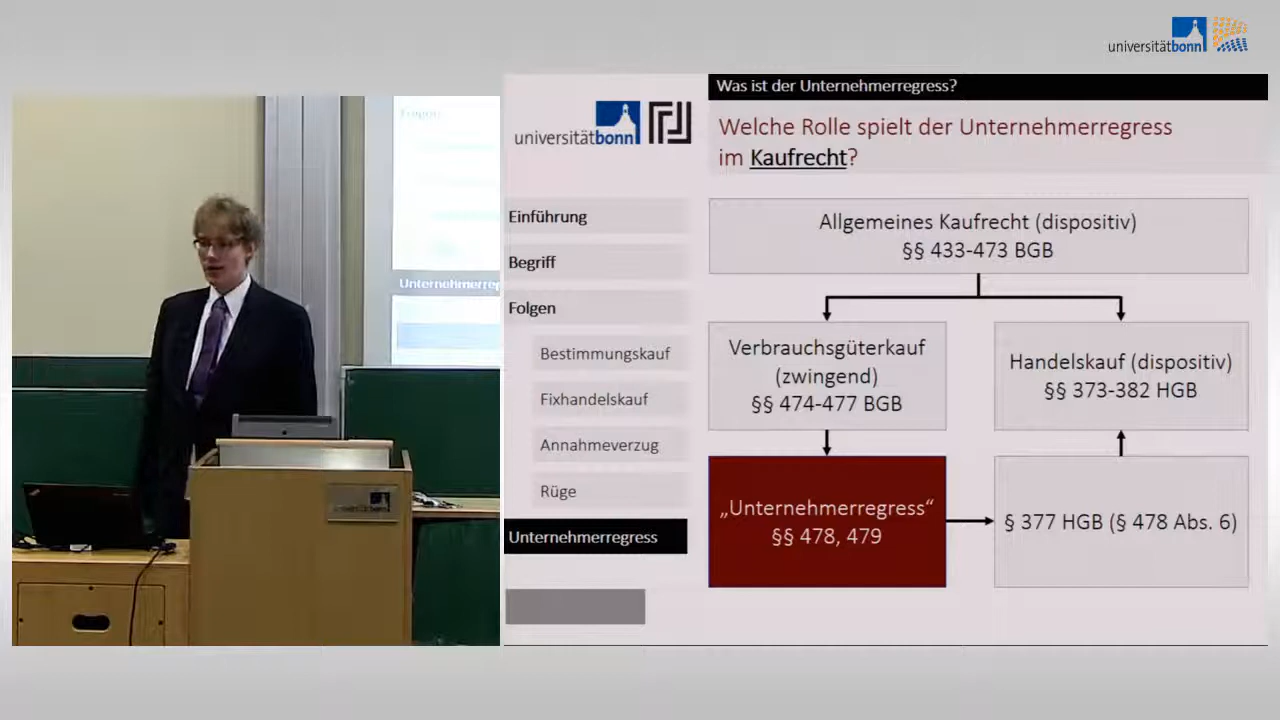 universitätbonn
Was ist der Unternehmerregress?
universitätbonn
Welche Rolle spielt der Unternehmerregress
im Kaufrecht?
Einführung
Begriff
Folgen
Bestimmungskauf
Fixhandelskauf
Annahmeverzug
Rüge
Unternehmerregress
Allgemeines Kaufrecht (dispositiv)
§§ 433-473 BGB
Verbrauchsgüterkauf
(zwingend)
§§ 474-477 BGB
Handelskauf (dispositiv)
§§ 373-382 HGB
„Unternehmerregress“
§§ 478, 479
§ 377 HGB (§ 478 Abs. 6)
Folgen
Unternehmerreg